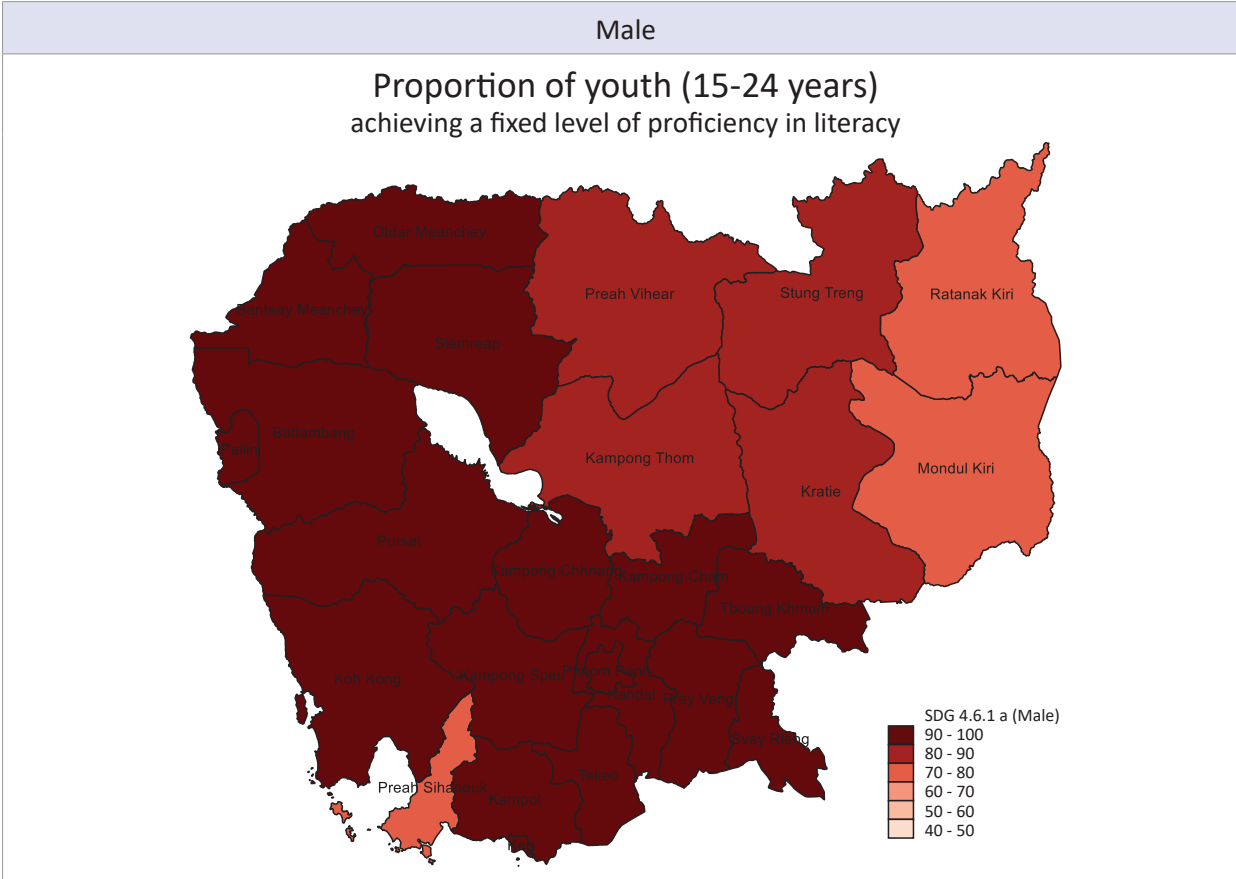 Male
Proportion of youth (15-24 years)
achieving a fixed level of proficiency in literacy
Oddar Meanchey
Preah Vihear
Stung Treng
Ratanak Kiri
Banteay Meanchey
Siemreap
Battambang
Pailin
Kampong Thom
Kratie
Mondul Kiri
Pursat
Kampong Chhnang
Kampong Cham
Tboung Khmum
Koh Kong
Kampong Speu
Phnom Penh
Kandal
Pray Veng
Svay Rieng
Preah Sihanouk
Kampot
Takeo
Kep
SDG 4.6.1 a (Male)
90 - 100
80 - 90
70 - 80
60 - 70
50 - 60
40 - 50